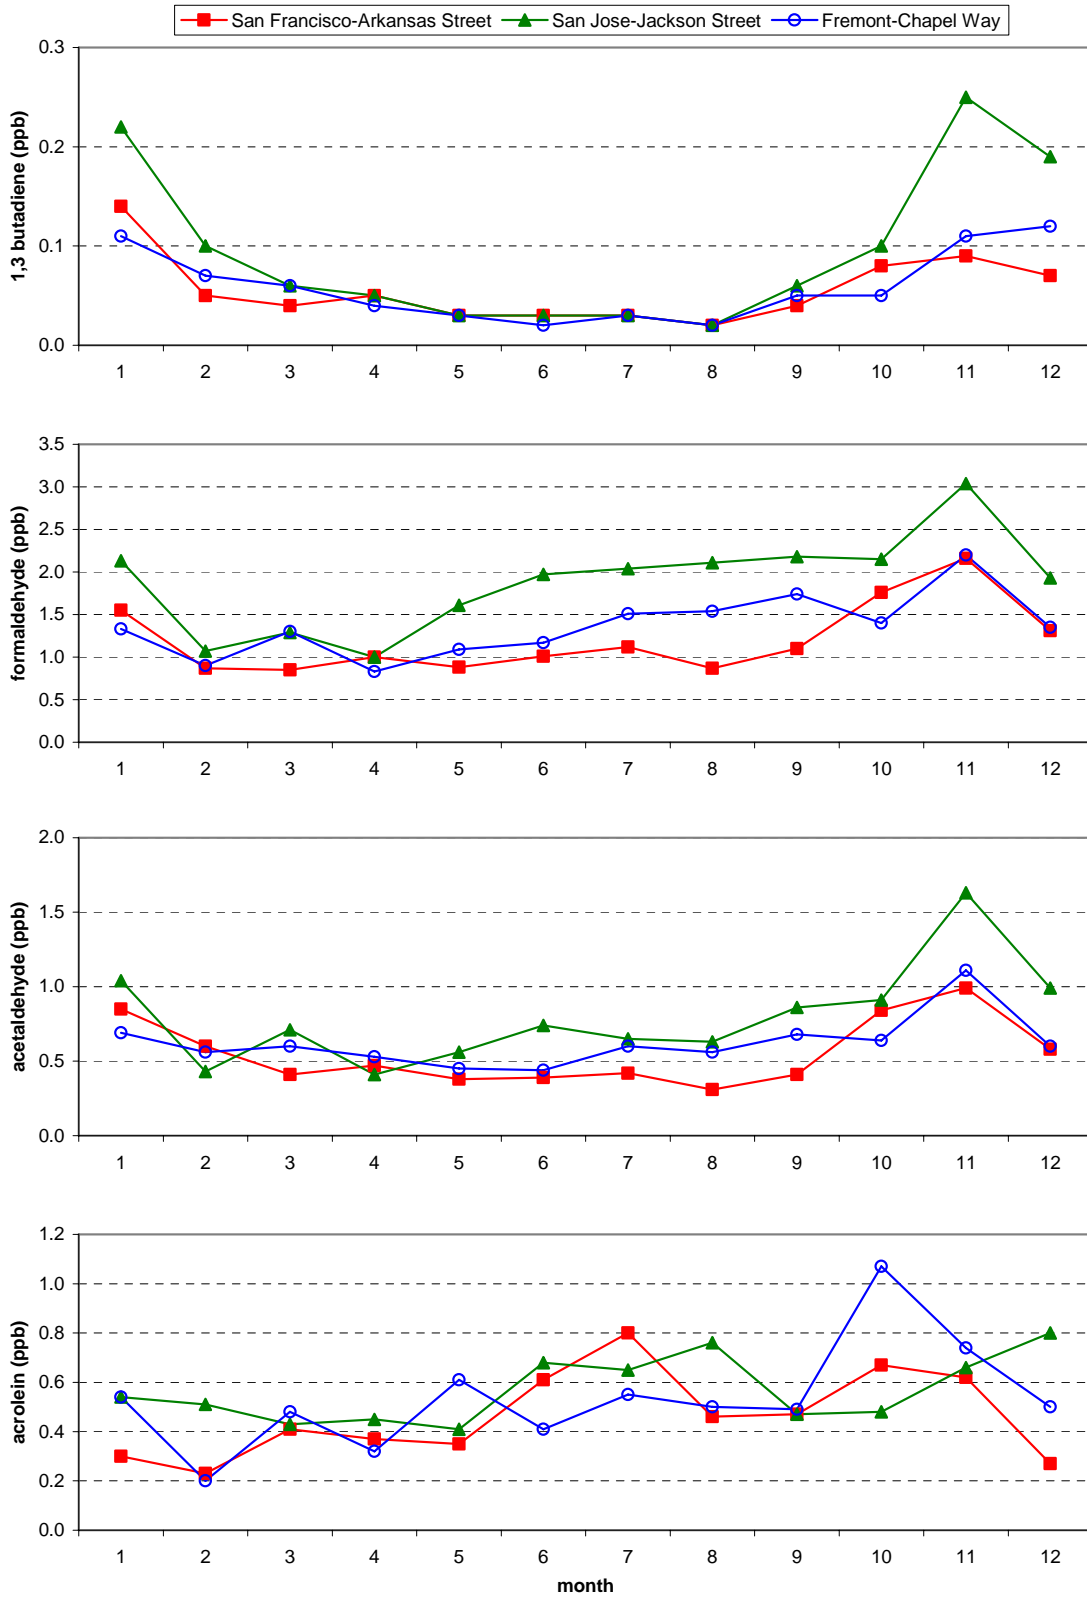 San Francisco-Arkansas Street San Jose-Jackson Street Fremont-Chapel Way
1,3 butadiene (ppb)
0.3
0.2
0.1
0.0
1 2 3 4 5 6 7 8 9 10 11 12
formaldehyde (ppb)
3.5
3.0
2.5
2.0
1.5
1.0
0.5
0.0
1 2 3 4 5 6 7 8 9 10 11 12
acetaldehyde (ppb)
2.0
1.5
1.0
0.5
0.0
1 2 3 4 5 6 7 8 9 10 11 12
acrolein (ppb)
1.2
1.0
0.8
0.6
0.4
0.2
0.0
1 2 3 4 5 6 7 8 9 10 11 12
month